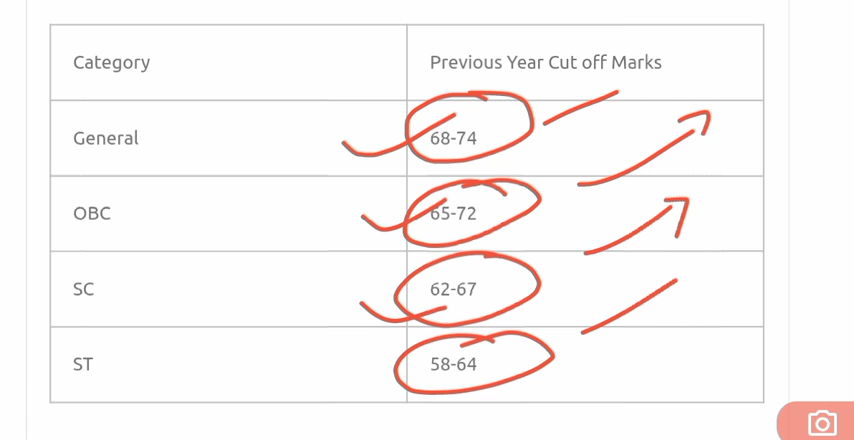 Category Previous Year Cut off Marks
General 68-74
OBC 65-72
SC 62-67
ST 58-64